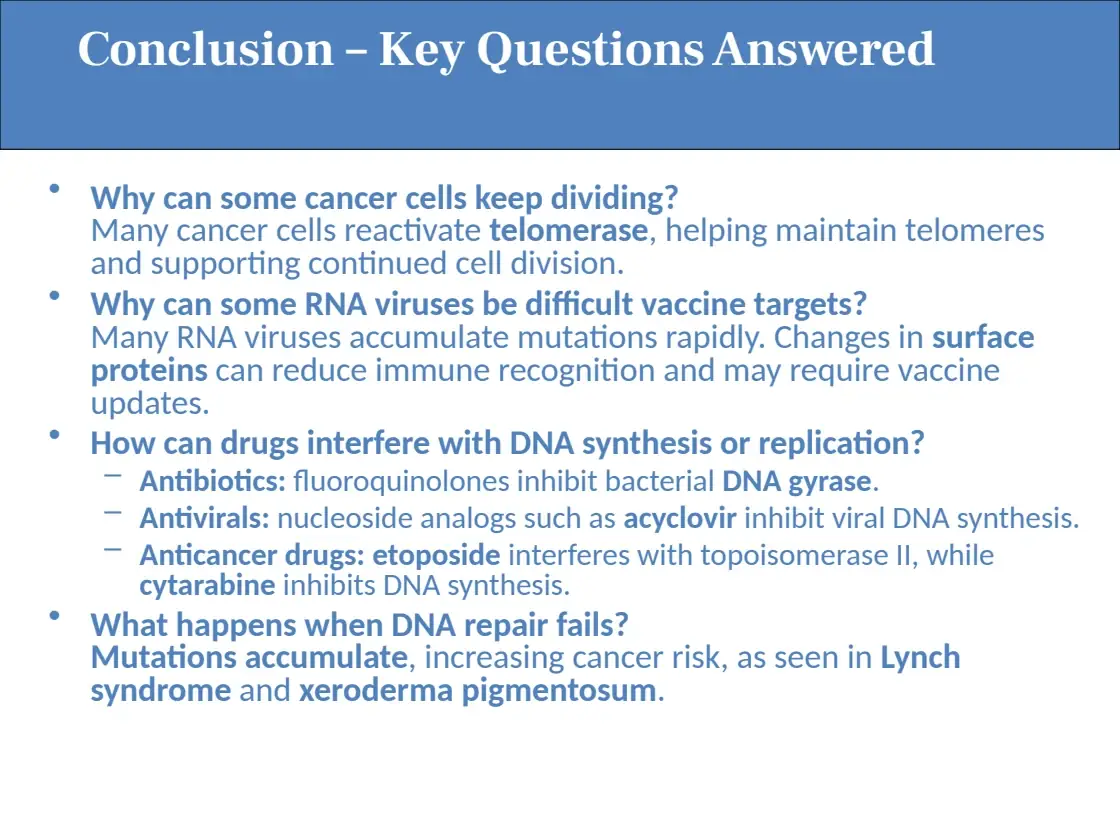 Conclusion – Key Questions Answered
• Why can some cancer cells keep dividing?
Many cancer cells reactivate telomerase, helping maintain telomeres
and supporting continued cell division.
• Why can some RNA viruses be difficult vaccine targets?
Many RNA viruses accumulate mutations rapidly. Changes in surface
proteins can reduce immune recognition and may require vaccine
updates.
• How can drugs interfere with DNA synthesis or replication?
– Antibiotics: fluoroquinolones inhibit bacterial DNA gyrase.
– Antivirals: nucleoside analogs such as acyclovir inhibit viral DNA synthesis.
– Anticancer drugs: etoposide interferes with topoisomerase II, while
cytarabine inhibits DNA synthesis.
• What happens when DNA repair fails?
Mutations accumulate, increasing cancer risk, as seen in Lynch
syndrome and xeroderma pigmentosum.